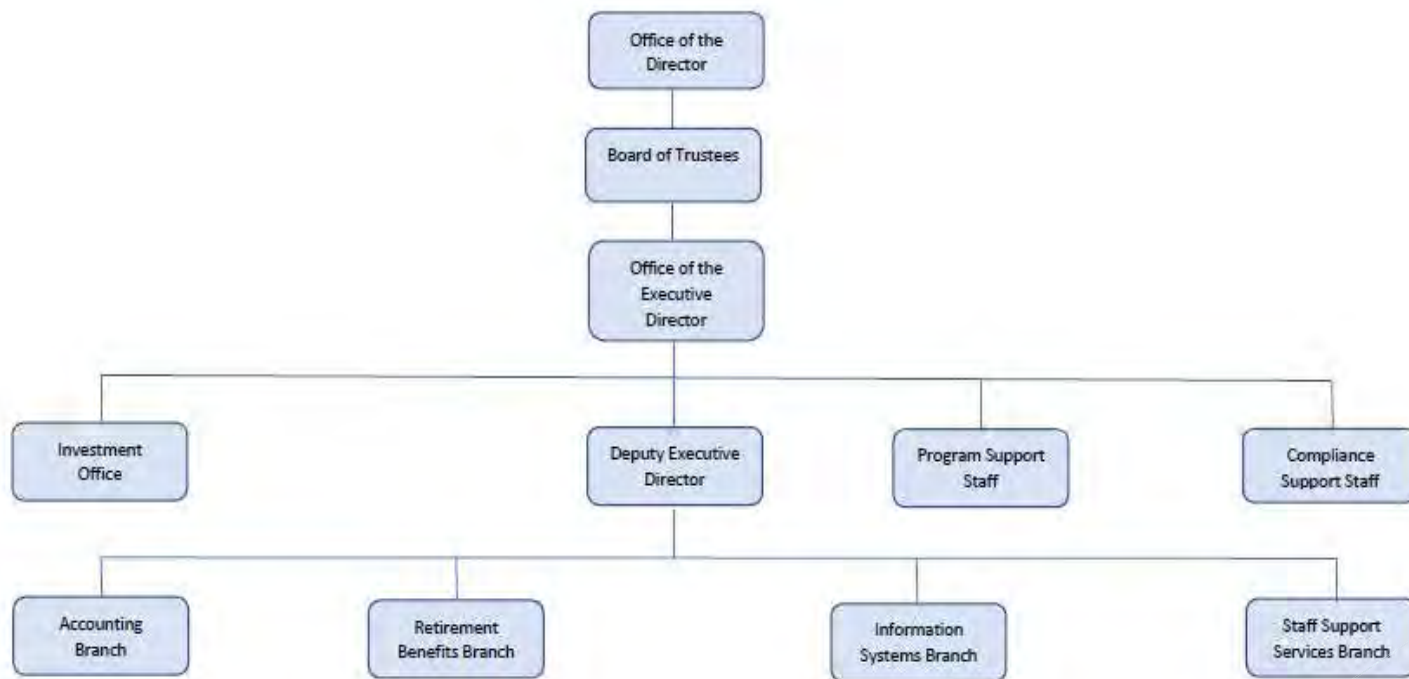 Office of the
Director
Board of Trustees
Office of the
Executive
Director
Investment
Office
Deputy Executive
Director
Program Support
Staff
Compliance
Support Staff
Accounting
Branch
Retirement
Benefits Branch
Information
Systems Branch
Staff Support
Services Branch